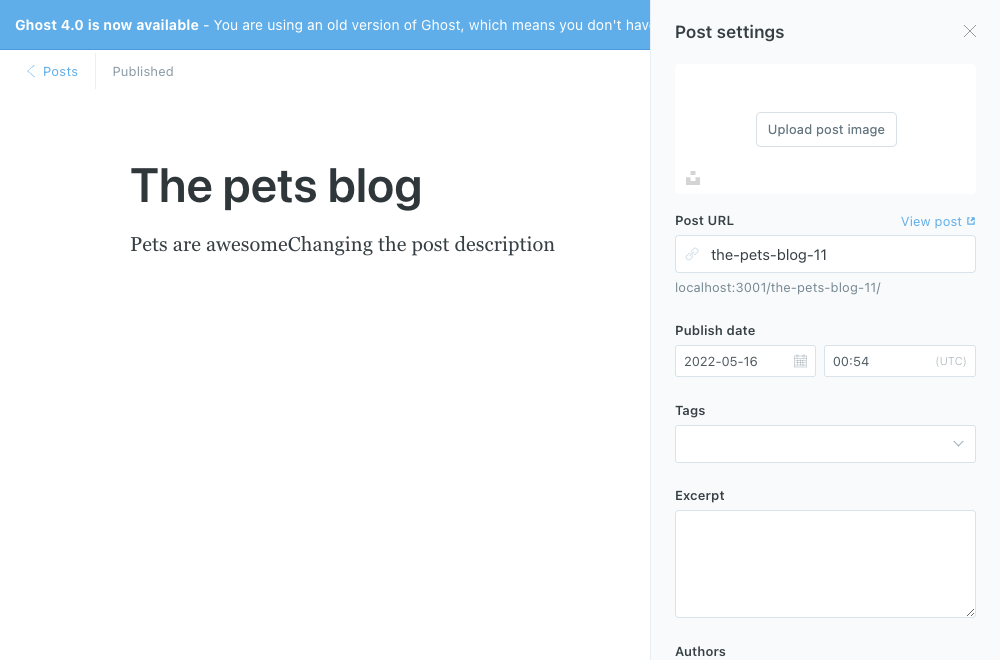 Ghost 4.0 is now available - You are using an old version of Ghost, which means you don't have
Posts
Published
The pets blog
Pets are awesomeChanging the post description
Post settings
Upload post image
Post URL
View post
the-pets-blog-11
localhost:3001/the-pets-blog-11/
Publish date
2022-05-16
00:54
(UTC)
Tags
Excerpt
Authors